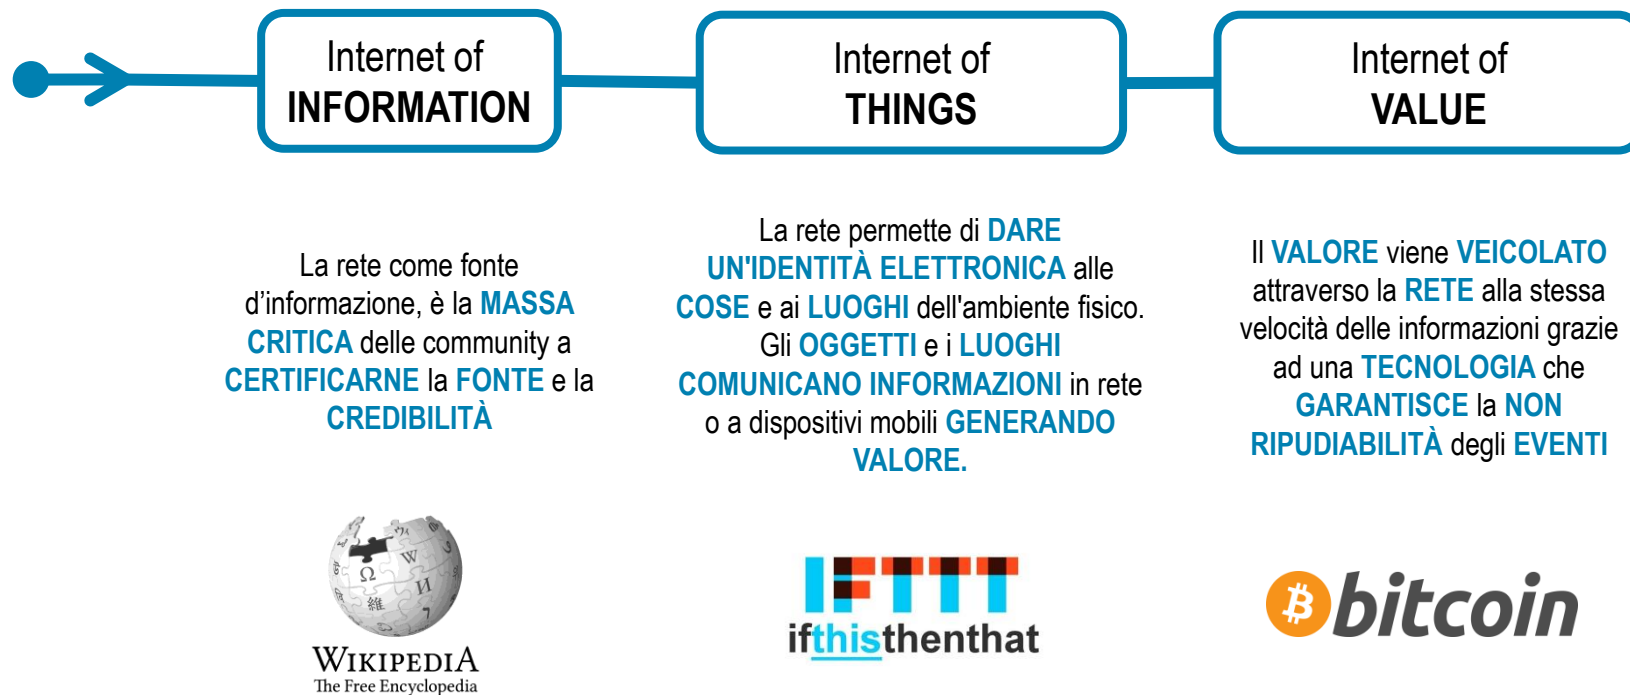 Internet of
INFORMATION
Internet of
THINGS
Internet of
VALUE
La rete come fonte
d’informazione, è la MASSA
CRITICA delle community a
CERTIFICARNE la FONTE e la
CREDIBILITÀ
La rete permette di DARE
UN'IDENTITÀ ELETTRONICA alle
COSE e ai LUOGHI dell'ambiente fisico.
Gli OGGETTI e i LUOGHI
COMUNICANO INFORMAZIONI in rete
o a dispositivi mobili GENERANDO
VALORE.
Il VALORE viene VEICOLATO
attraverso la RETE alla stessa
velocità delle informazioni grazie
ad una TECNOLOGIA che
GARANTISCE la NON
RIPUDIABILITÀ degli EVENTI
Ω
W
И
維
WIKIPEDIA
The Free Encyclopedia
IFTTT
ifthisthenthat
bitcoin